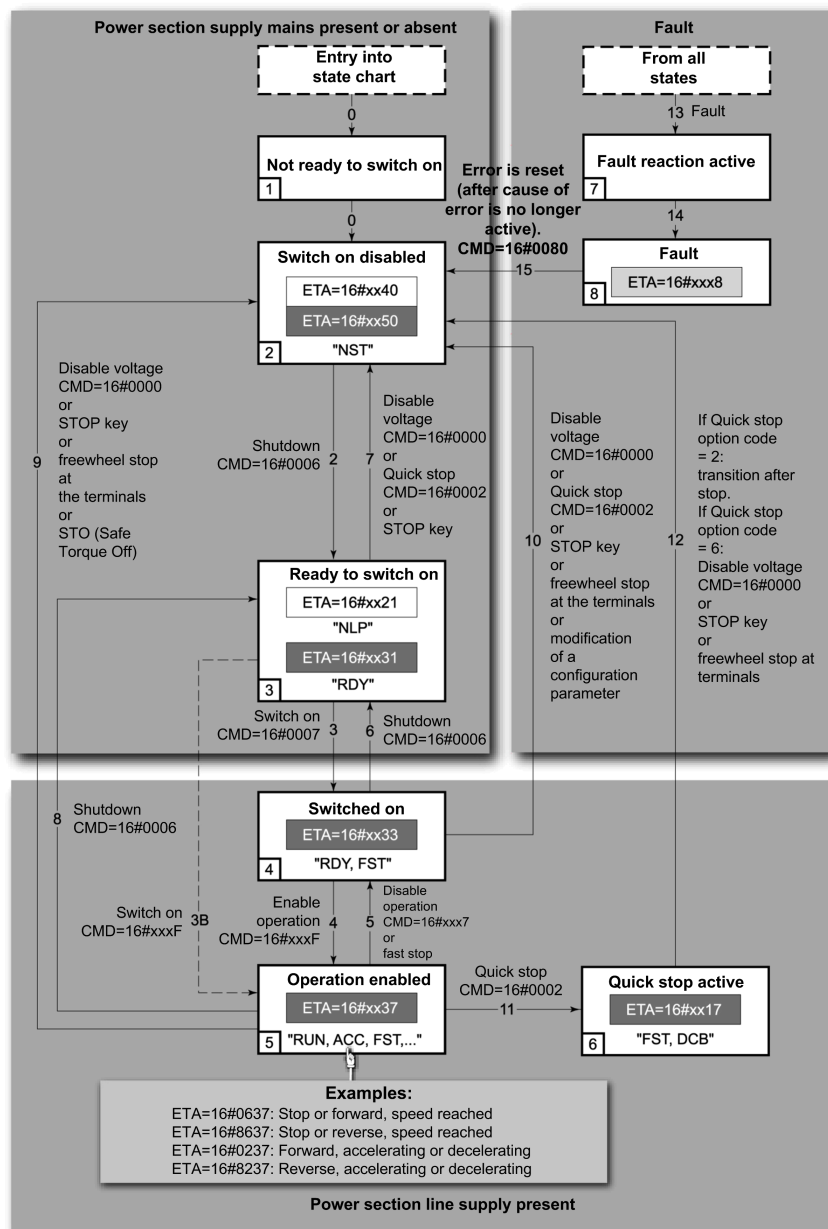 Power section supply mains present or absent
Entry into
state chart
0
Not ready to switch on
1
0
Switch on disabled
ETA=16#xx40
ETA=16#xx50
"NST"
2
Fault
From all
states
13 Fault
Fault reaction active
7
14
Fault
ETA=16#xxx8
8
Error is reset
(after cause of
error is no longer
active).
CMD=16#0080
15
9
Disable voltage
CMD=16#0000
or
STOP key
or
freewheel stop
at
the terminals
or
STO (Safe
Torque Off)
Shutdown
CMD=16#0006
2
7
Disable
voltage
CMD=16#0000
or
Quick stop
CMD=16#0002
or
STOP key
10
Disable
voltage
CMD=16#0000
or
Quick stop
CMD=16#0002
or
STOP key
or
freewheel stop
at the terminals
or
modification
of a
configuration
parameter
12
If Quick stop
option code
= 2:
transition after
stop.
If Quick stop
option code
= 6:
Disable voltage
CMD=16#0000
or
STOP key
or
freewheel stop at
terminals
Ready to switch on
ETA=16#xx21
"NLP"
ETA=16#xx31
"RDY"
3
Switch on
CMD=16#0007
3
6
Shutdown
CMD=16#0006
Switched on
ETA=16#xx33
"RDY, FST"
4
8
Shutdown
CMD=16#0006
Switch on
CMD=16#xxxF
3B
Enable
operation
CMD=16#xxxF
4
5
Disable
operation
CMD=16#xxx7
or
fast stop
Operation enabled
ETA=16#xx37
"RUN, ACC, FST,..."
5
Quick stop
CMD=16#0002
11
Quick stop active
ETA=16#xx17
"FST, DCB"
6
Examples:
ETA=16#0637: Stop or forward, speed reached
ETA=16#8637: Stop or reverse, speed reached
ETA=16#0237: Forward, accelerating or decelerating
ETA=16#8237: Reverse, accelerating or decelerating
Power section line supply present